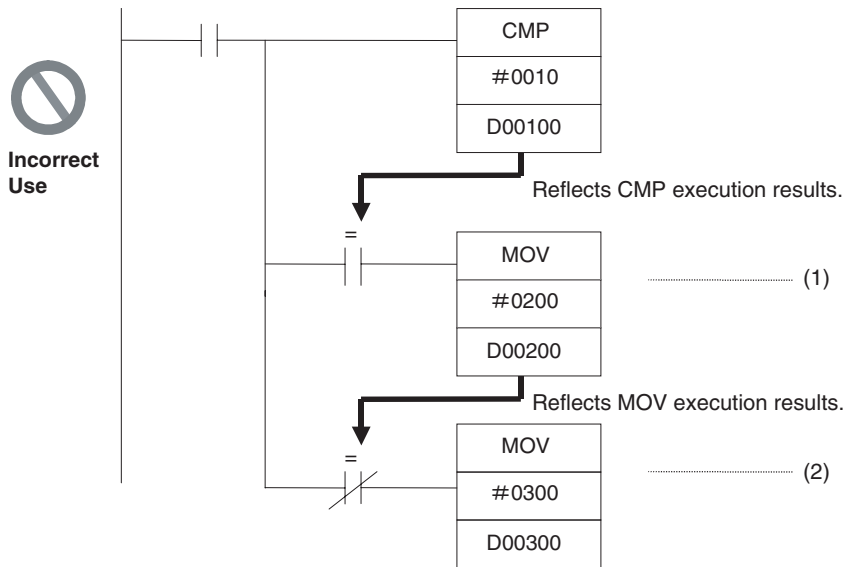 CMP
#0010
D00100
Incorrect
Use
Reflects CMP execution results.
=
MOV
(1)
#0200
D00200
Reflects MOV execution results.
=
MOV
(2)
#0300
D00300